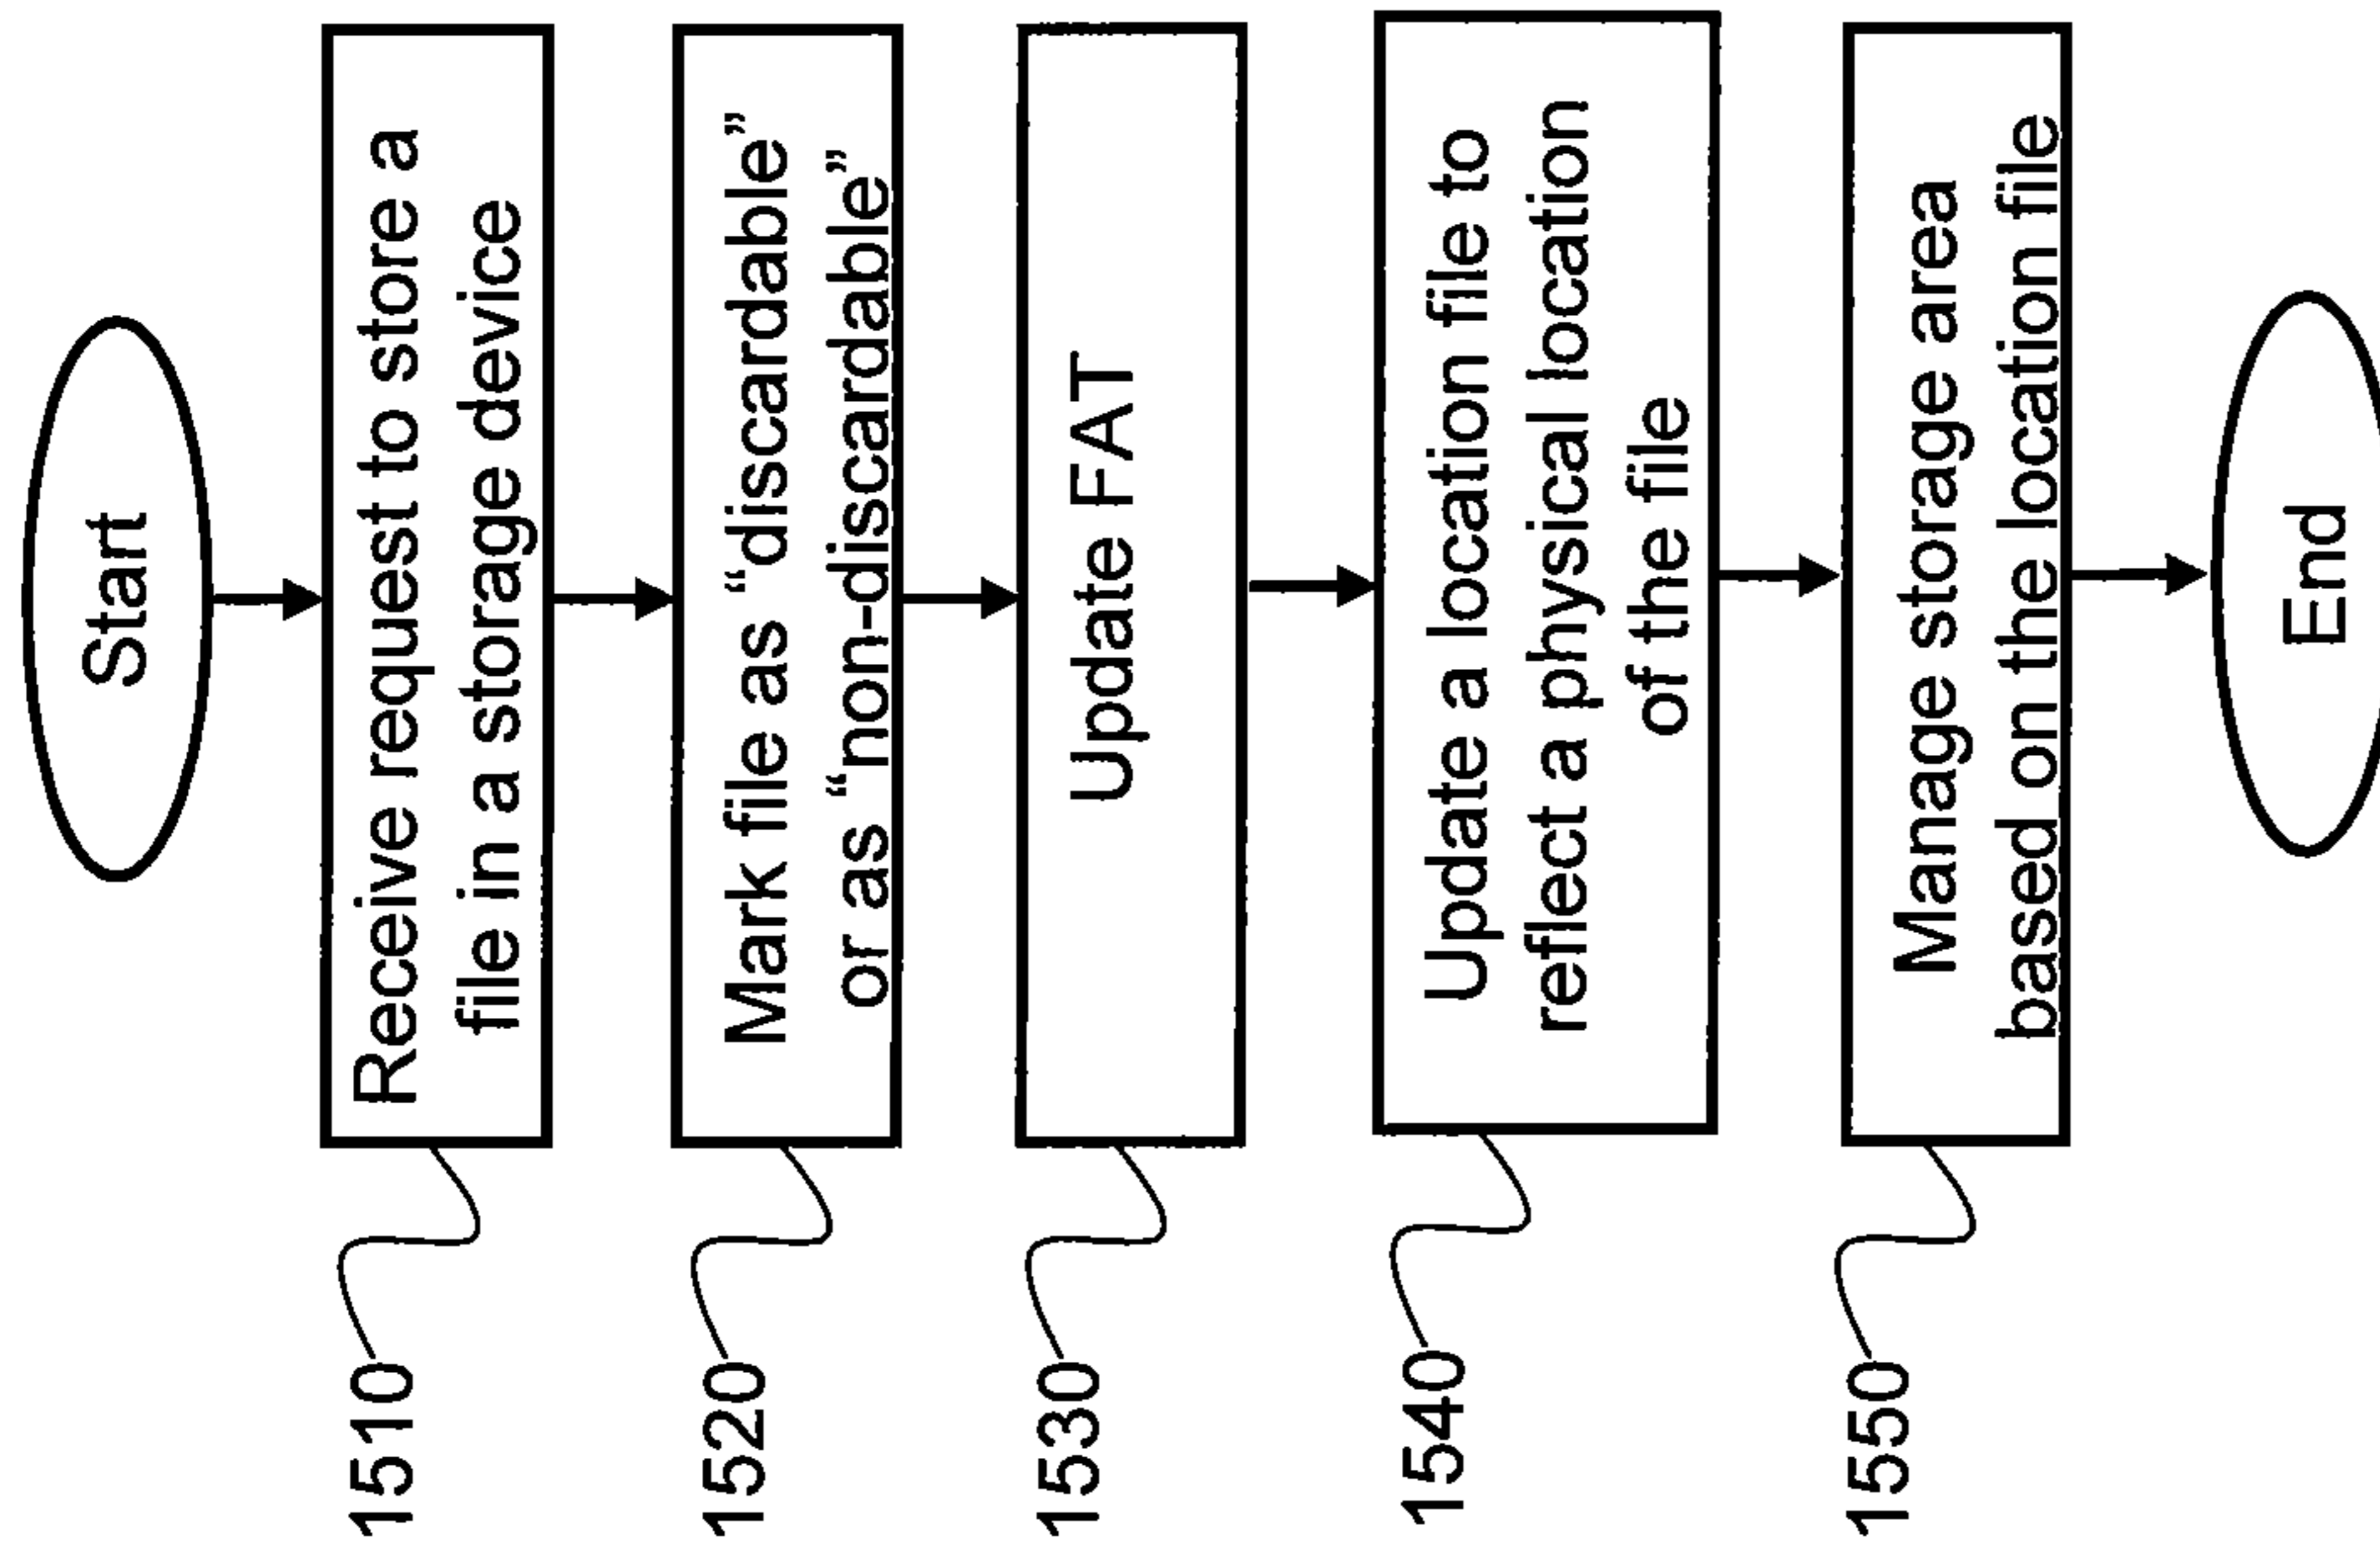 Start
1510
Receive request to store a
file in a storage device
1520
Mark file as “discardable”
or as “non-discardable”
1530
Update FAT
1540
Update a location file to
reflect a physical location
of the file
1550
Manage storage area
based on the location file
End